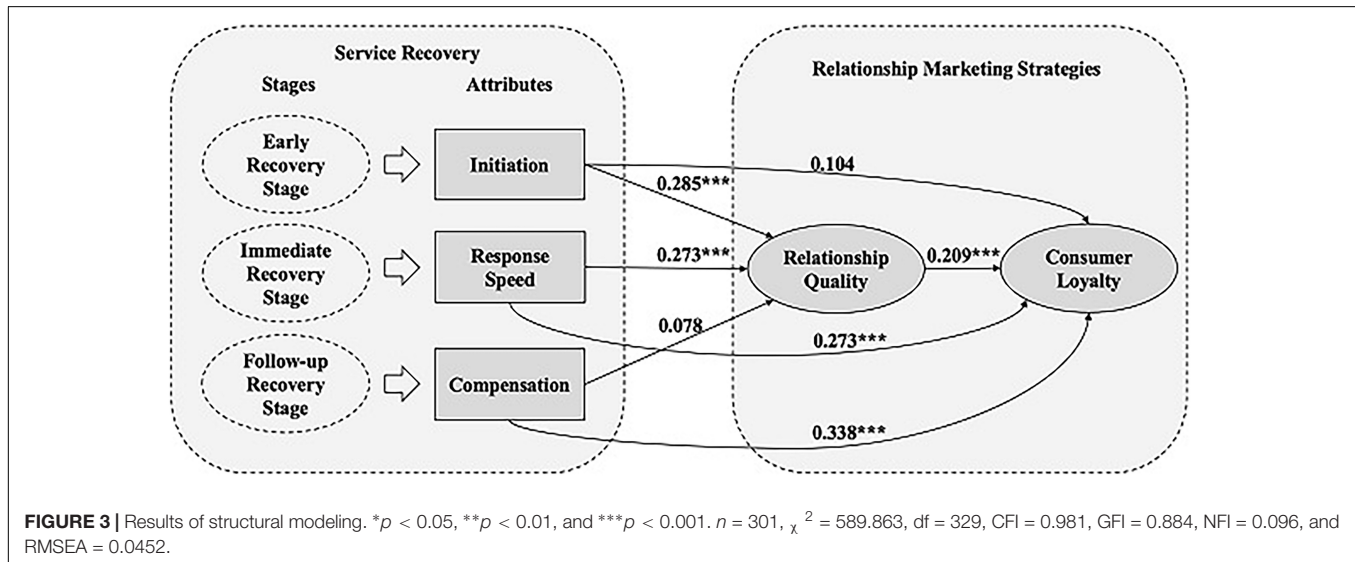 Service Recovery
Stages
Attributes
Early
Recovery
Stage
Initiation
Immediate
Recovery
Stage
Response
Speed
Follow-up
Recovery
Stage
Compensation
Relationship Marketing Strategies
0.104
0.285***
0.273***
Relationship
Quality
0.209***
Consumer
Loyalty
0.078
0.273***
0.338***
FIGURE 3 | Results of structural modeling. *p < 0.05, **p < 0.01, and ***p < 0.001. n = 301, χ ² = 589.863, df = 329, CFI = 0.981, GFI = 0.884, NFI = 0.096, and
RMSEA = 0.0452.